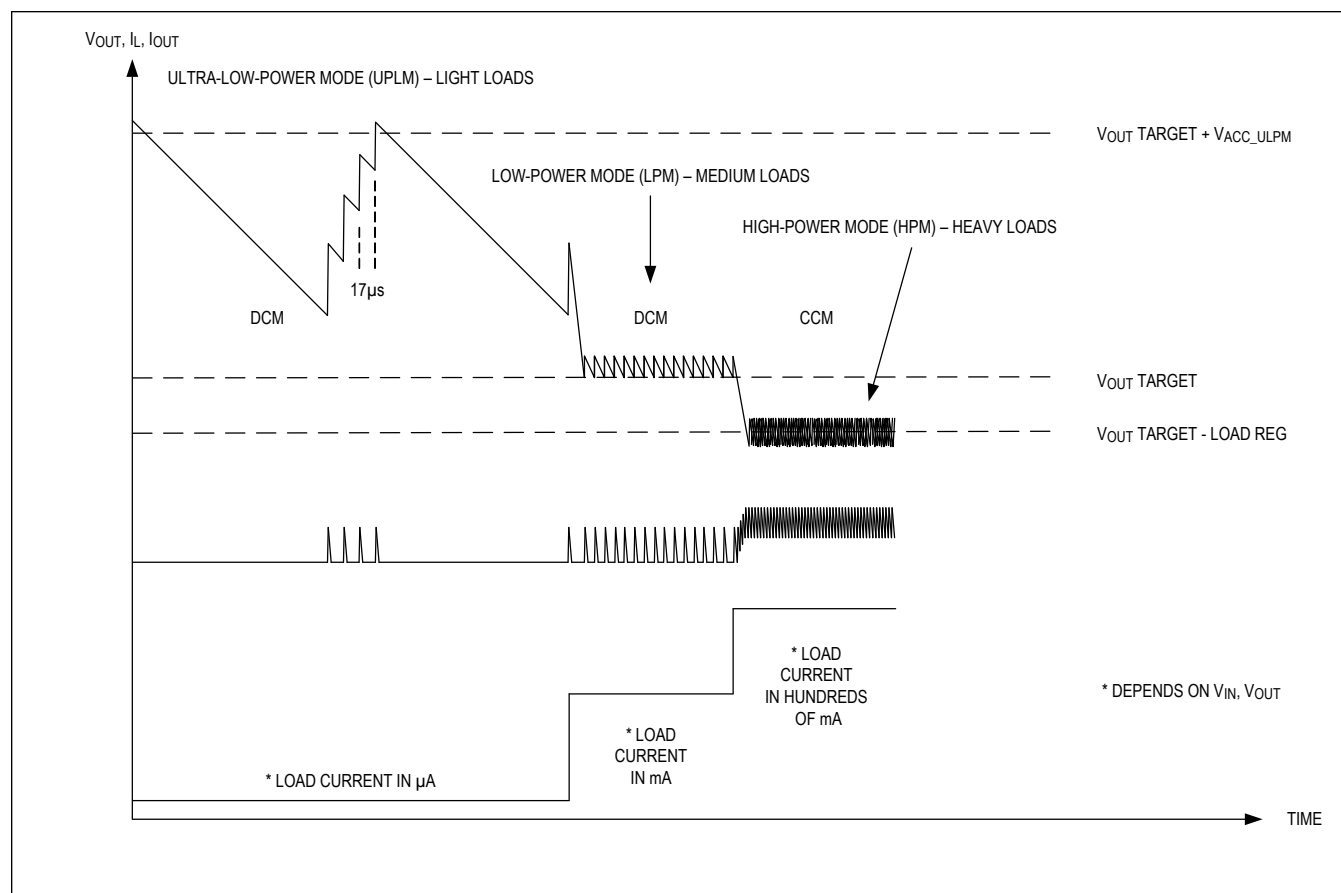 VOUT, IL, IOUT
ULTRA-LOW-POWER MODE (UPLM) – LIGHT LOADS
VOUT TARGET + VACC_ULPM
LOW-POWER MODE (LPM) – MEDIUM LOADS
HIGH-POWER MODE (HPM) – HEAVY LOADS
17µs
DCM
DCM
CCM
VOUT TARGET
VOUT TARGET - LOAD REG
* LOAD
CURRENT
IN HUNDREDS
OF mA
* DEPENDS ON VIN, VOUT
* LOAD
CURRENT
IN mA
* LOAD CURRENT IN µA
TIME